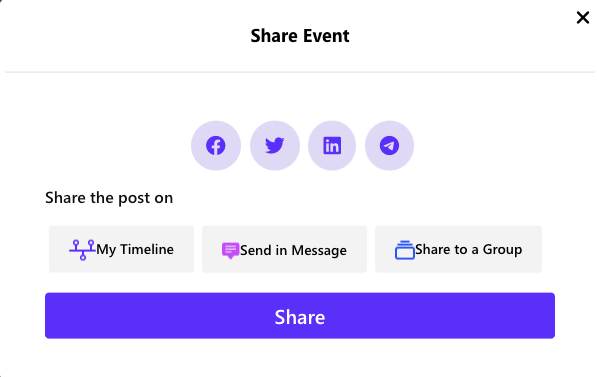 Share Event
Share the post on
My Timeline
Send in Message
Share to a Group
Share